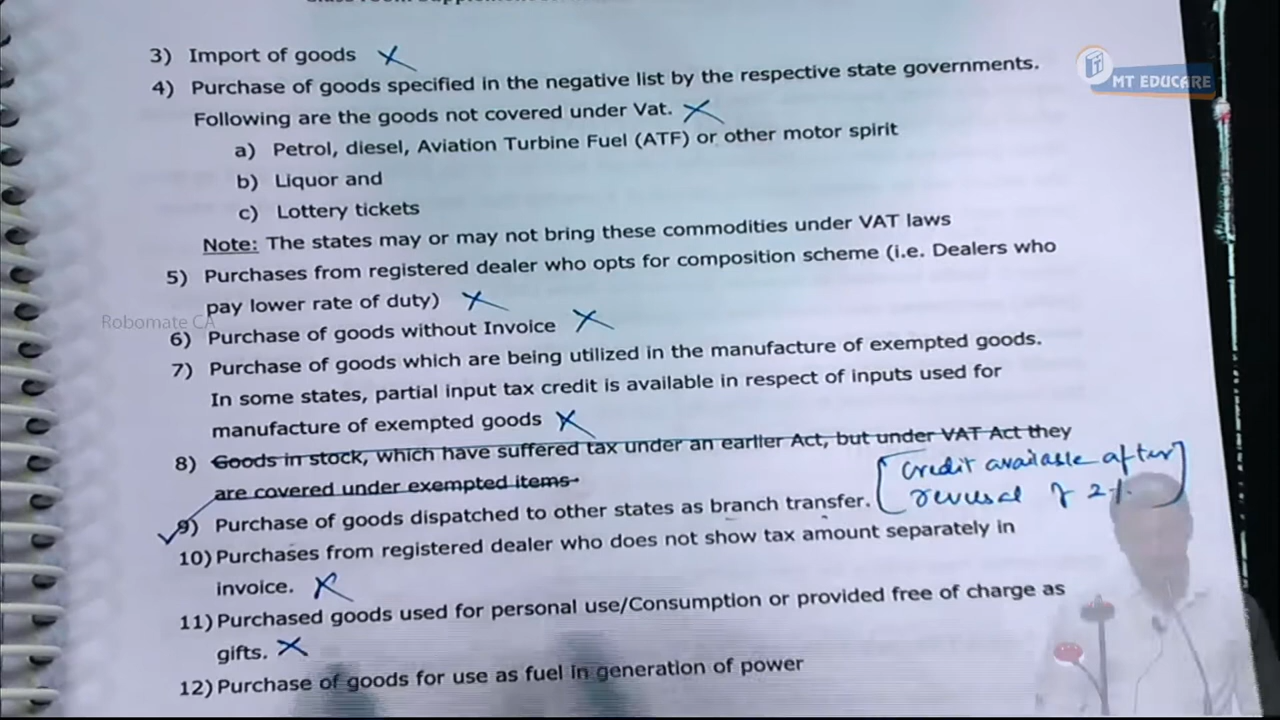 MT EDUCARE
3) Import of goods
4) Purchase of goods specified in the negative list by the respective state governments.
Following are the goods not covered under Vat.
a) Petrol, diesel, Aviation Turbine Fuel (ATF) or other motor spirit
b) Liquor and
c) Lottery tickets
Note: The states may or may not bring these commodities under VAT laws
5) Purchases from registered dealer who opts for composition scheme (i.e. Dealers who
pay lower rate of duty)
Robomate CA
6) Purchase of goods without Invoice
7) Purchase of goods which are being utilized in the manufacture of exempted goods.
In some states, partial input tax credit is available in respect of inputs used for
manufacture of exempted goods
8) Goods in stock, which have suffered tax under an earlier Act, but under VAT Act they
are covered under exempted items
9) Purchase of goods dispatched to other states as branch transfer.
Credit available after
reversal of 2%
10) Purchases from registered dealer who does not show tax amount separately in
invoice.
11) Purchased goods used for personal use/Consumption or provided free of charge as
gifts.
12) Purchase of goods for use as fuel in generation of power